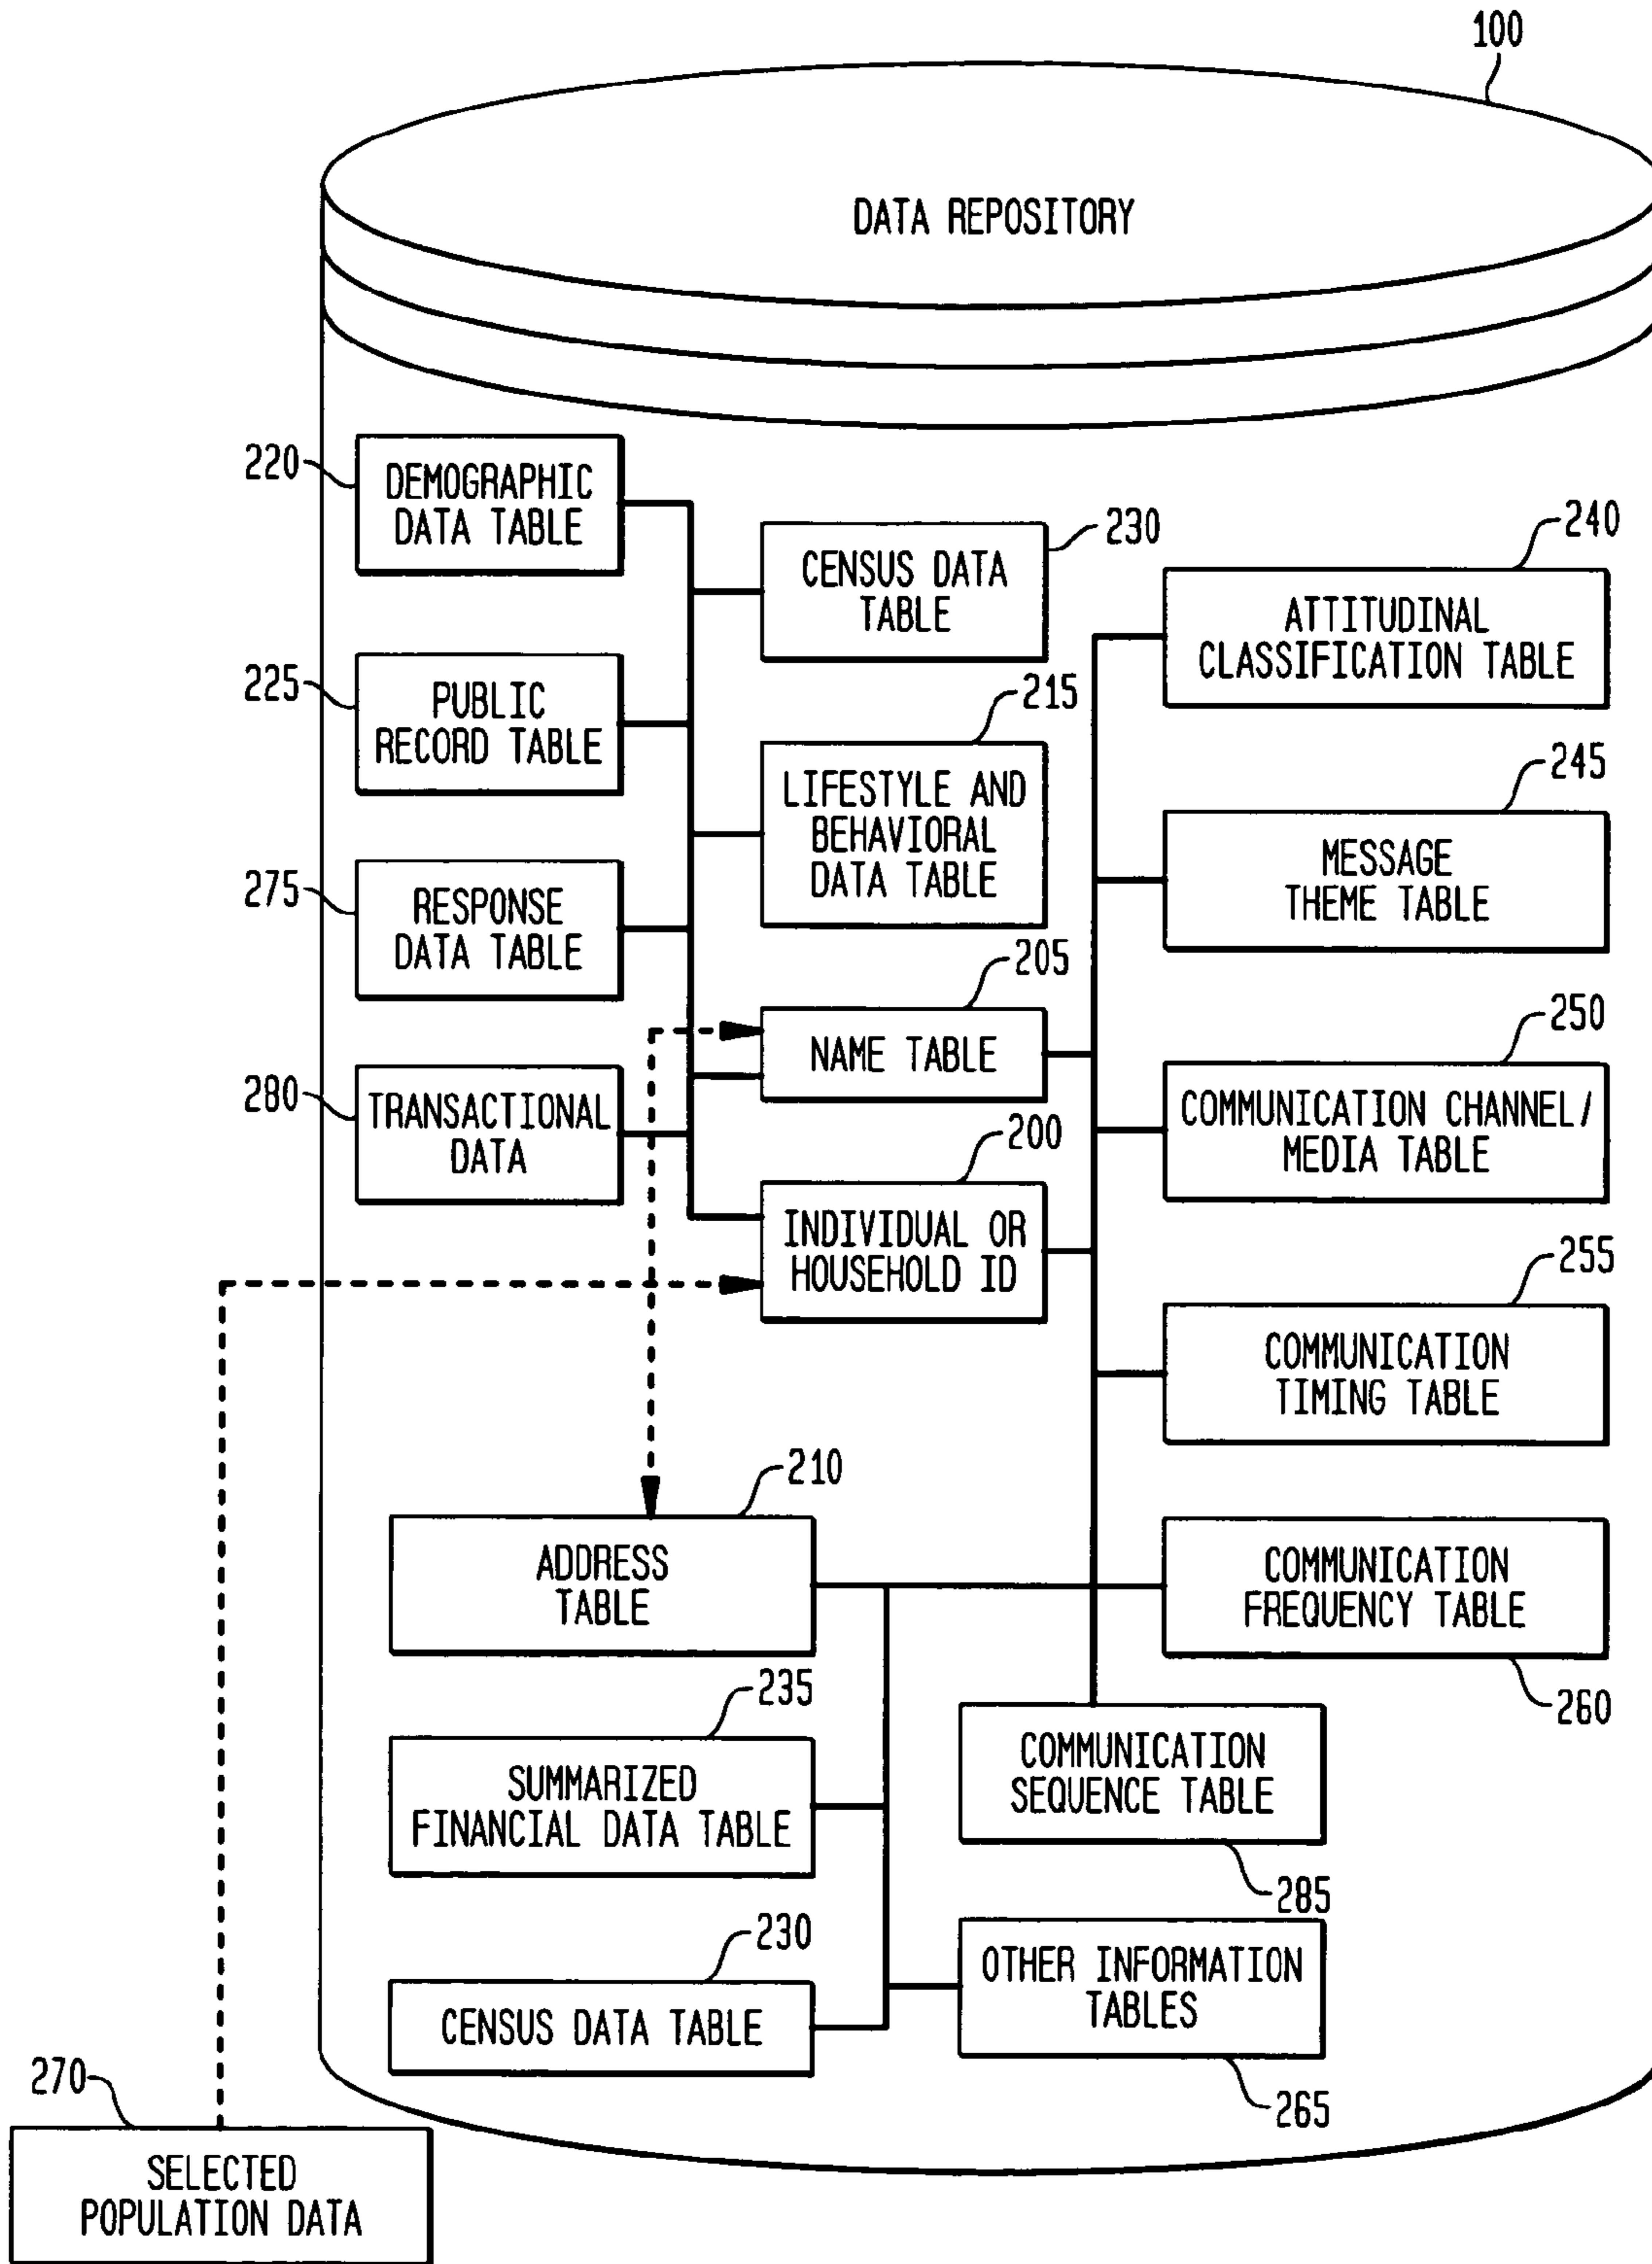 100
DATA REPOSITORY
220
DEMOGRAPHIC
DATA TABLE
230
CENSUS DATA
TABLE
240
ATTITUDINAL
CLASSIFICATION TABLE
225
PUBLIC
RECORD TABLE
215
LIFESTYLE AND
BEHAVIORAL
DATA TABLE
245
MESSAGE
THEME TABLE
275
RESPONSE
DATA TABLE
205
NAME TABLE
250
COMMUNICATION CHANNEL/
MEDIA TABLE
280
TRANSACTIONAL
DATA
200
INDIVIDUAL OR
HOUSEHOLD ID
255
COMMUNICATION
TIMING TABLE
210
ADDRESS
TABLE
COMMUNICATION
FREQUENCY TABLE
260
235
SUMMARIZED
FINANCIAL DATA TABLE
COMMUNICATION
SEQUENCE TABLE
285
230
CENSUS DATA TABLE
OTHER INFORMATION
TABLES
265
270
SELECTED
POPULATION DATA